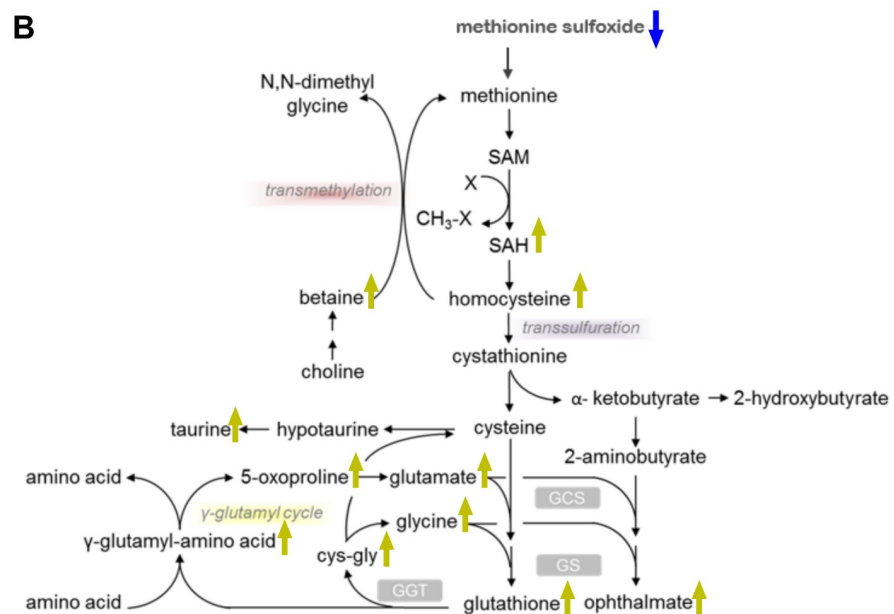 B
methionine sulfoxide
N,N-dimethyl
glycine
methionine
SAM
transmethylation
X
CH₃-X
SAH
betaine
homocysteine
transsulfuration
cystathionine
choline
α- ketobutyrate
2-hydroxybutyrate
taurine
hypotaurine
cysteine
2-aminobutyrate
amino acid
5-oxoproline
glutamate
GCS
γ-glutamyl cycle
glycine
γ-glutamyl-amino acid
cys-gly
GS
GGT
amino acid
glutathione
ophthalmate